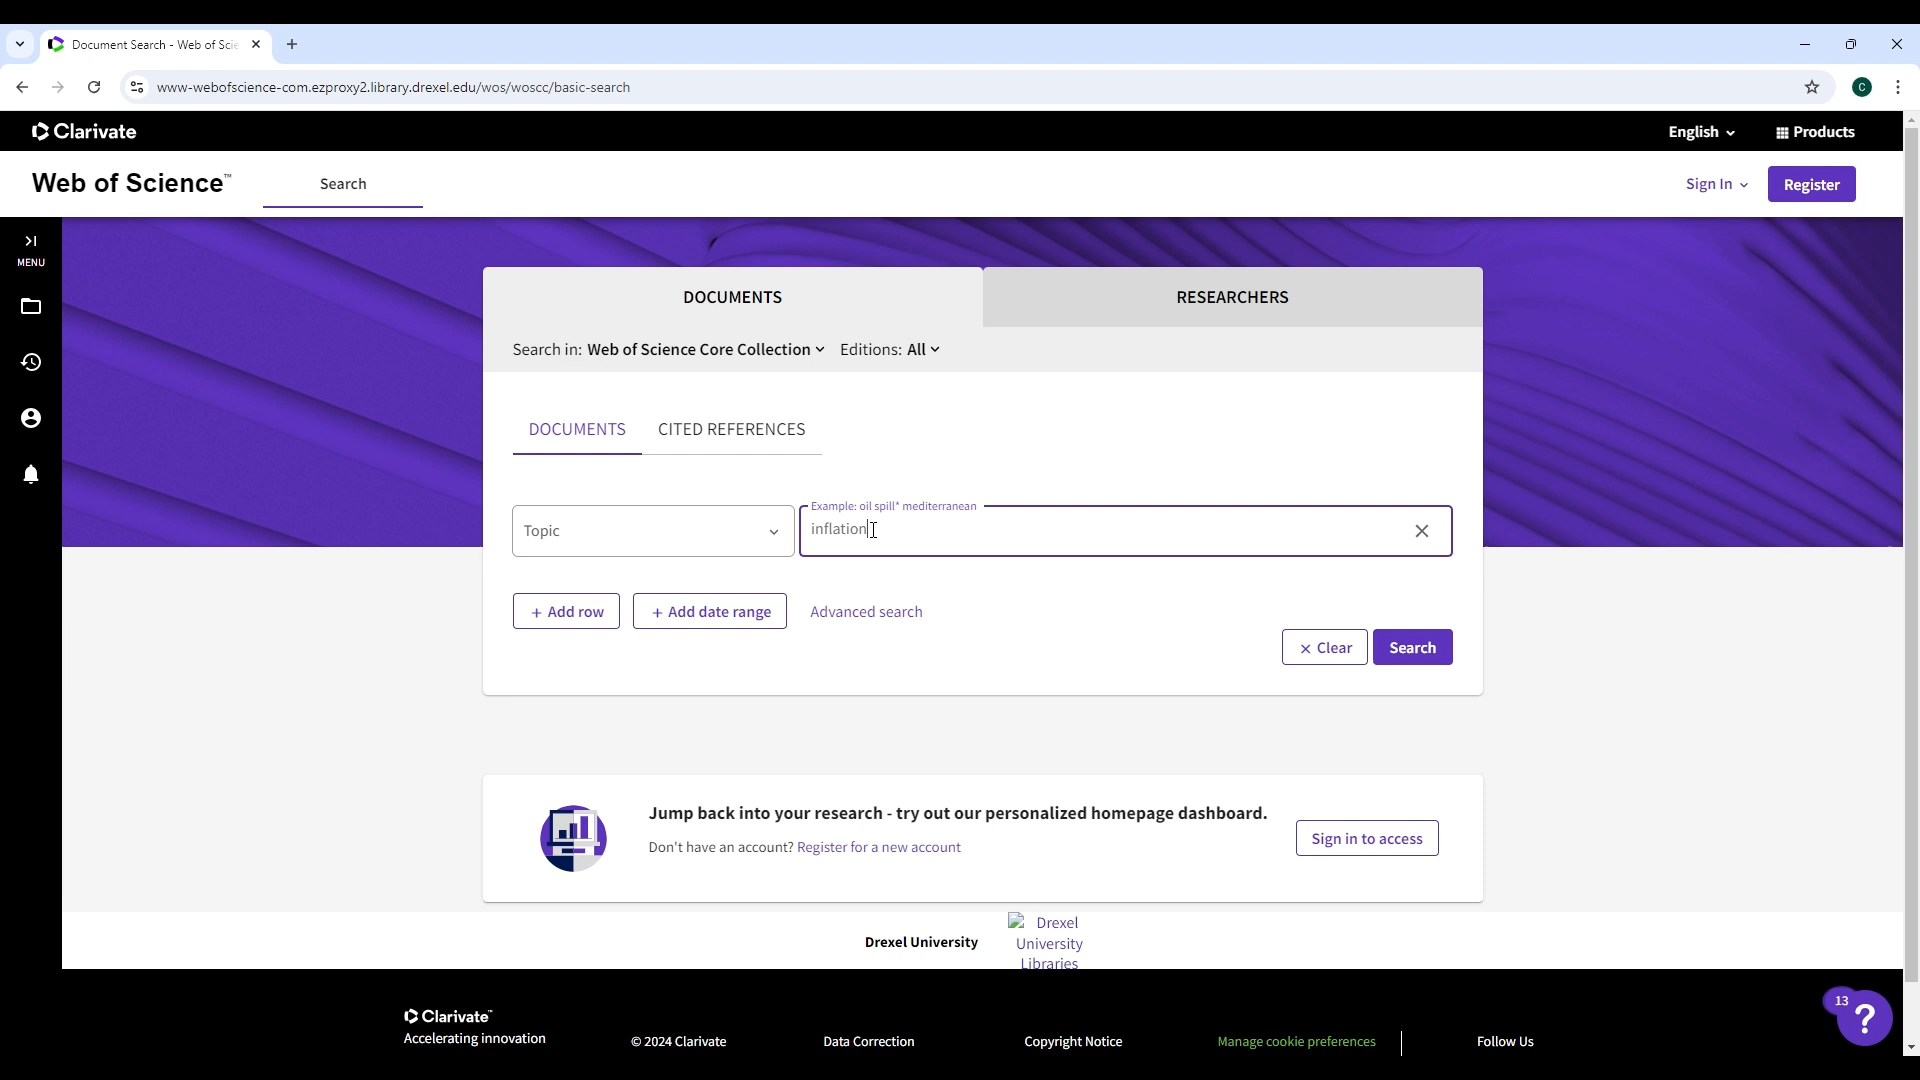 Document Search - Web of Scie
www-webofscience-com.ezproxy2.library.drexel.edu/wos/woscc/basic-search
C
Clarivate
English
Products
Web of Science™
Search
Sign In
Register
MENU
DOCUMENTS
RESEARCHERS
Search in: Web of Science Core Collection
Editions: All
DOCUMENTS
CITED REFERENCES
Example: oil spill* mediterranean
Topic
inflation
+ Add row
+ Add date range
Advanced search
× Clear
Search
Jump back into your research - try out our personalized homepage dashboard.
Don't have an account? Register for a new account
Sign in to access
Drexel University
Drexel
University
Libraries
13
?
Clarivate™
Accelerating innovation
© 2024 Clarivate
Data Correction
Copyright Notice
Manage cookie preferences
Follow Us